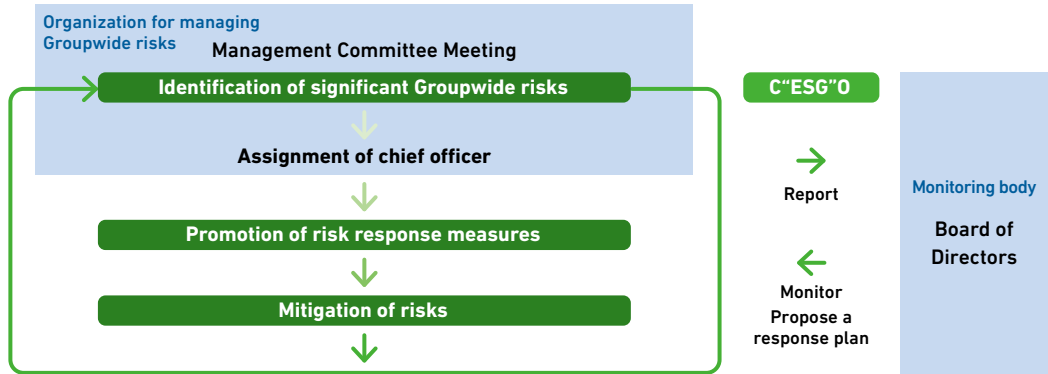 Organization for managing
Groupwide risks
Management Committee Meeting
Identification of significant Groupwide risks
Assignment of chief officer
Promotion of risk response measures
Mitigation of risks
C“ESG”O
Report
Monitor
Propose a
response plan
Monitoring body
Board of
Directors